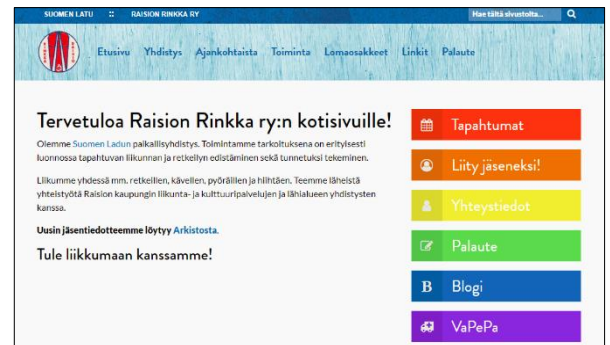 SUOMEN LATU :: RAISION RINKKA RY Hae tältä sivustolta...
Etusivu Yhdistys Ajankohtaista Toiminta Lomaosakkeet Linkit Palaute
Tervetuloa Raision Rinkka ry:n kotisivuille!
Olemme Suomen Ladun paikallisyhdistys. Toimintamme tarkoituksena on erityisesti
luonnossa tapahtuvan liikunnan ja retkeilyn edistäminen sekä tunnetuksi tekeminen.
Liikumme yhdessä mm. retkeillen, kävellen, pyöräillen ja hiihtäen. Teemme läheistä
yhteistyötä Raision kaupungin liikunta- ja kulttuuripalvelujen ja lähialueen yhdistysten
kanssa.
Uusin jäsentiedotteemme löytyy Arkistosta.
Tule liikkumaan kanssamme!
Tapahtumat
Liity jäseneksi!
Yhteystiedot
Palaute
B Blogi
VaPePa